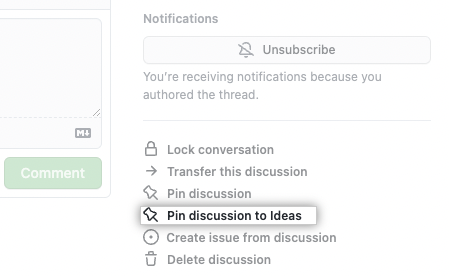 Notifications
Unsubscribe
You're receiving notifications because you
authored the thread.
M↓
Comment
Lock conversation
Transfer this discussion
Pin discussion
Pin discussion to Ideas
Create issue from discussion
Delete discussion